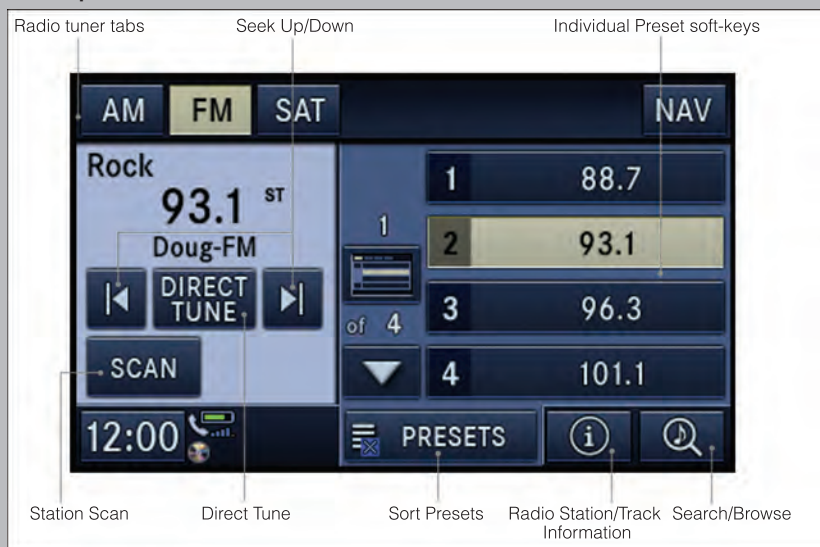 Radio tuner tabs
Seek Up/Down
Individual Preset soft-keys
AM
FM
SAT
NAV
Rock
93.1 ST
Doug-FM
DIRECT
TUNE
SCAN
12:00
1
of 4
1 88.7
2 93.1
3 96.3
4 101.1
PRESETS
i
Station Scan
Direct Tune
Sort Presets
Radio Station/Track
Information
Search/Browse